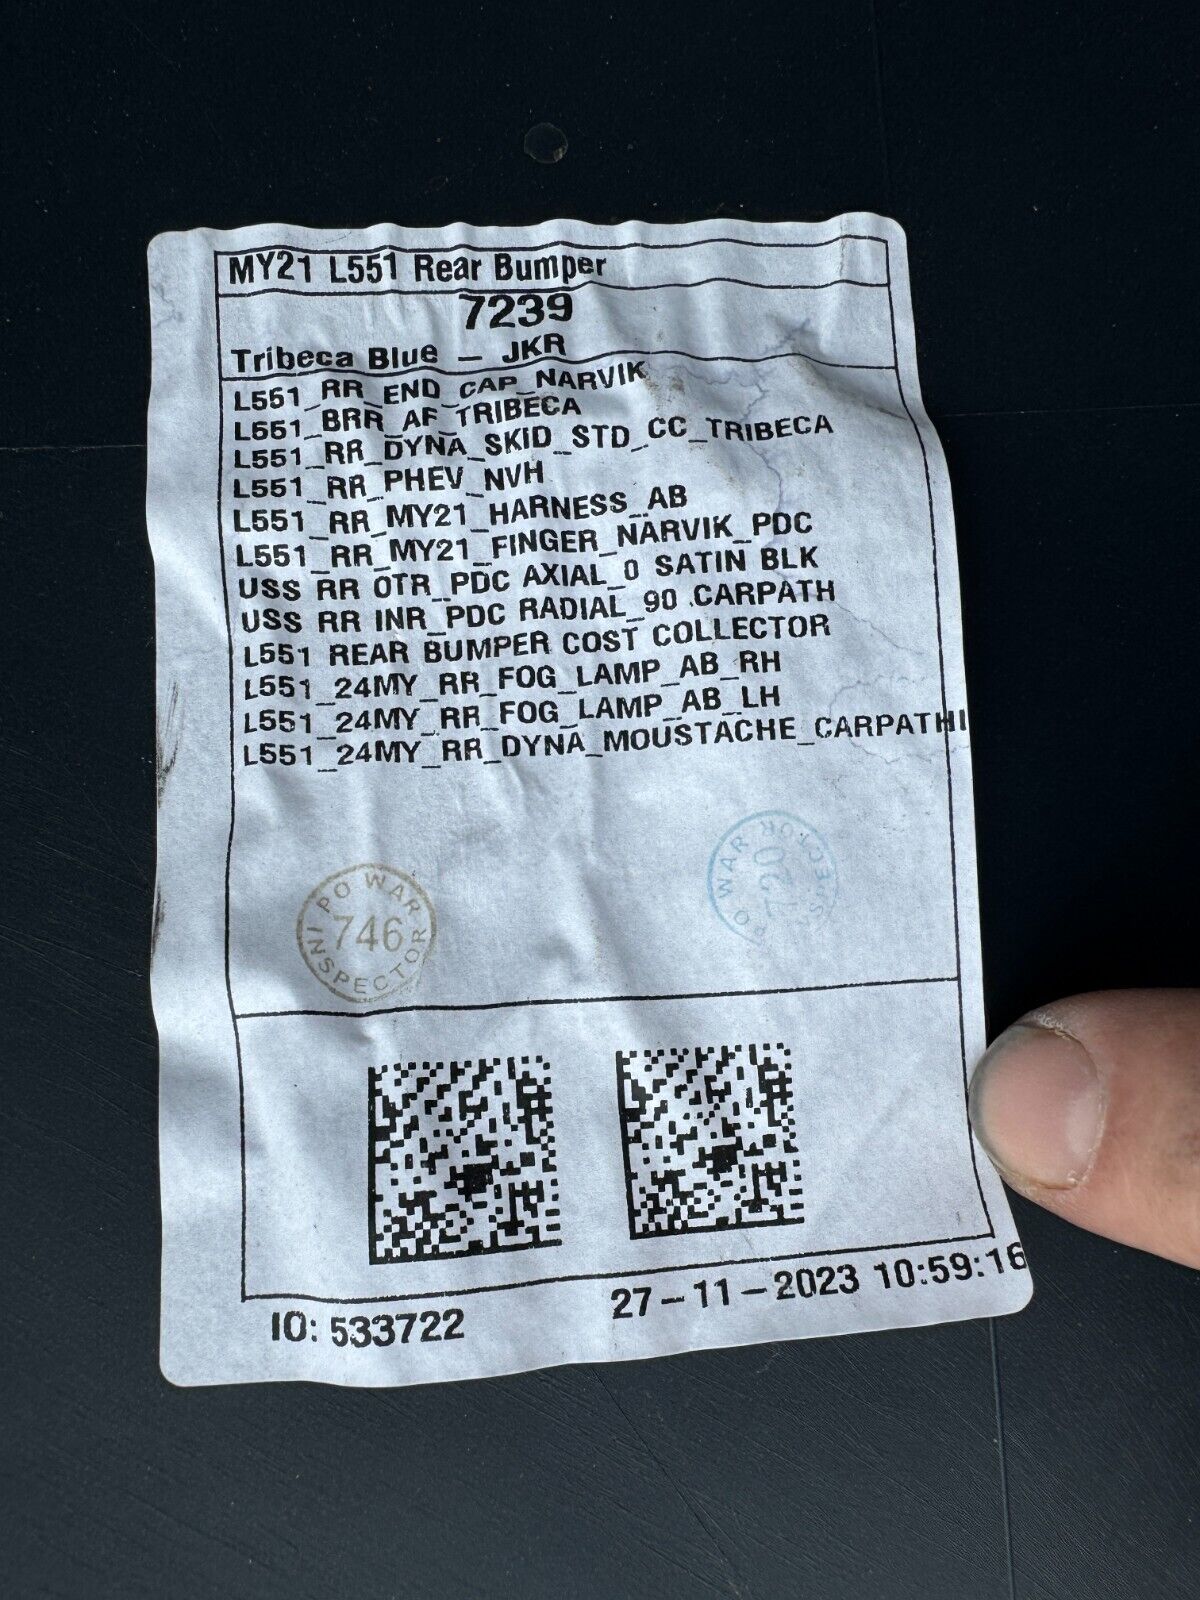 MY21 L551 Rear Bumper
7239
Tribeca Blue – JKR
L551_RR_END_CAP_NARVIK
L551_BRR_AF_TRIBECA
L551_RR_DYNA_SKID_STD_CC_TRIBECA
L551_RR_PHEV_NVH
L551_RR_MY21_HARNESS_AB
L551_RR_MY21_FINGER_NARVIK_PDC
USS RR OTR_PDC AXIAL_0 SATIN BLK
USS RR INR_PDC RADIAL_90 CARPATH
L551 REAR BUMPER COST COLLECTOR
L551_24MY_RR_FOG_LAMP_AB_RH
L551_24MY_RR_FOG_LAMP_AB_LH
L551_24MY_RR_DYNA_MOUSTACHE_CARPATHI
PO WAR
746
INSPECTOR
PO WAR
720
INSPECTOR
IO: 533722
27–11–2023 10:59:16